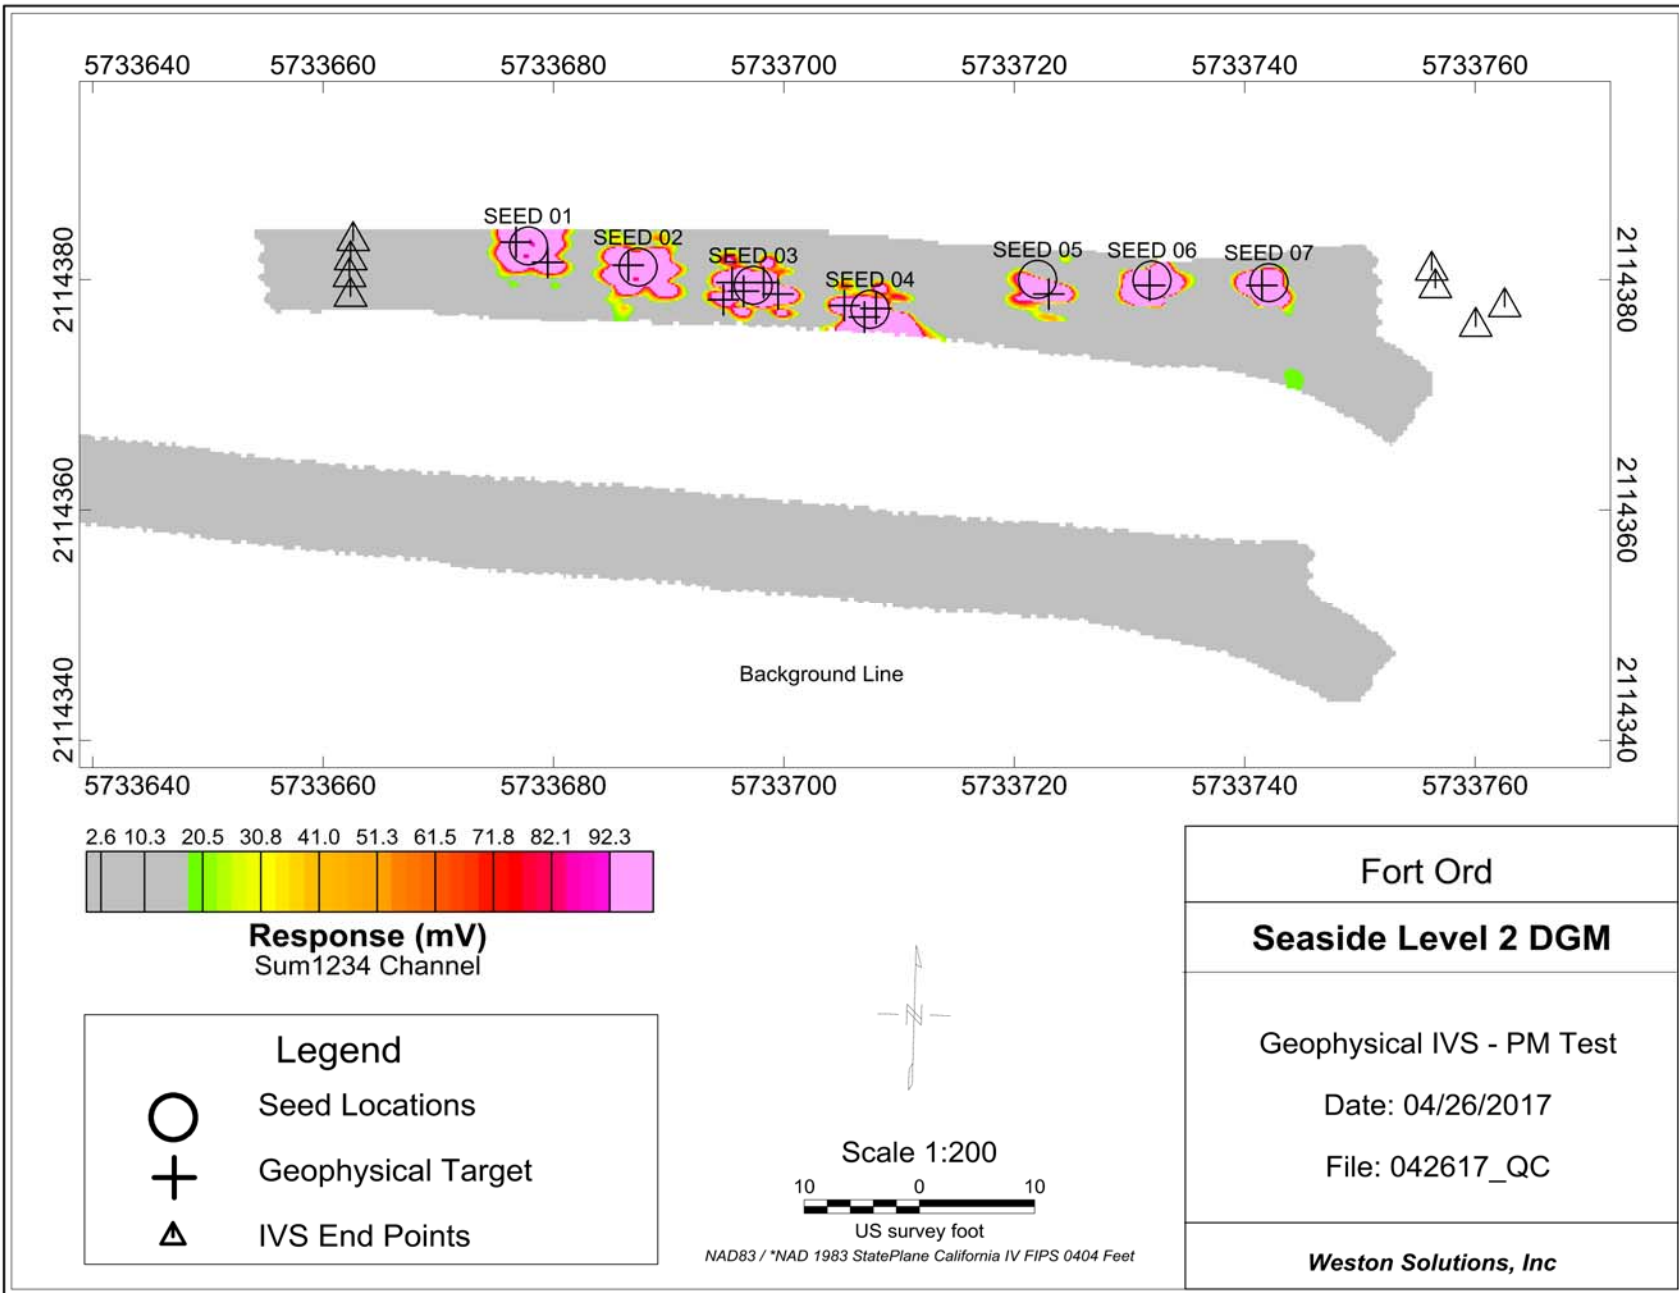 5733640 5733660 5733680 5733700 5733720 5733740 5733760
2114380
2114380
SEED 01
SEED 02
SEED 03
SEED 04
SEED 05
SEED 06
SEED 07
2114360
2114360
2114340
2114340
Background Line
5733640 5733660 5733680 5733700 5733720 5733740 5733760
2.6 10.3 20.5 30.8 41.0 51.3 61.5 71.8 82.1 92.3
Response (mV)
Sum1234 Channel
Legend
Seed Locations
Geophysical Target
IVS End Points
N
Scale 1:200
10 0 10
US survey foot
NAD83 / *NAD 1983 StatePlane California IV FIPS 0404 Feet
Fort Ord
Seaside Level 2 DGM
Geophysical IVS - PM Test
Date: 04/26/2017
File: 042617_QC
Weston Solutions, Inc